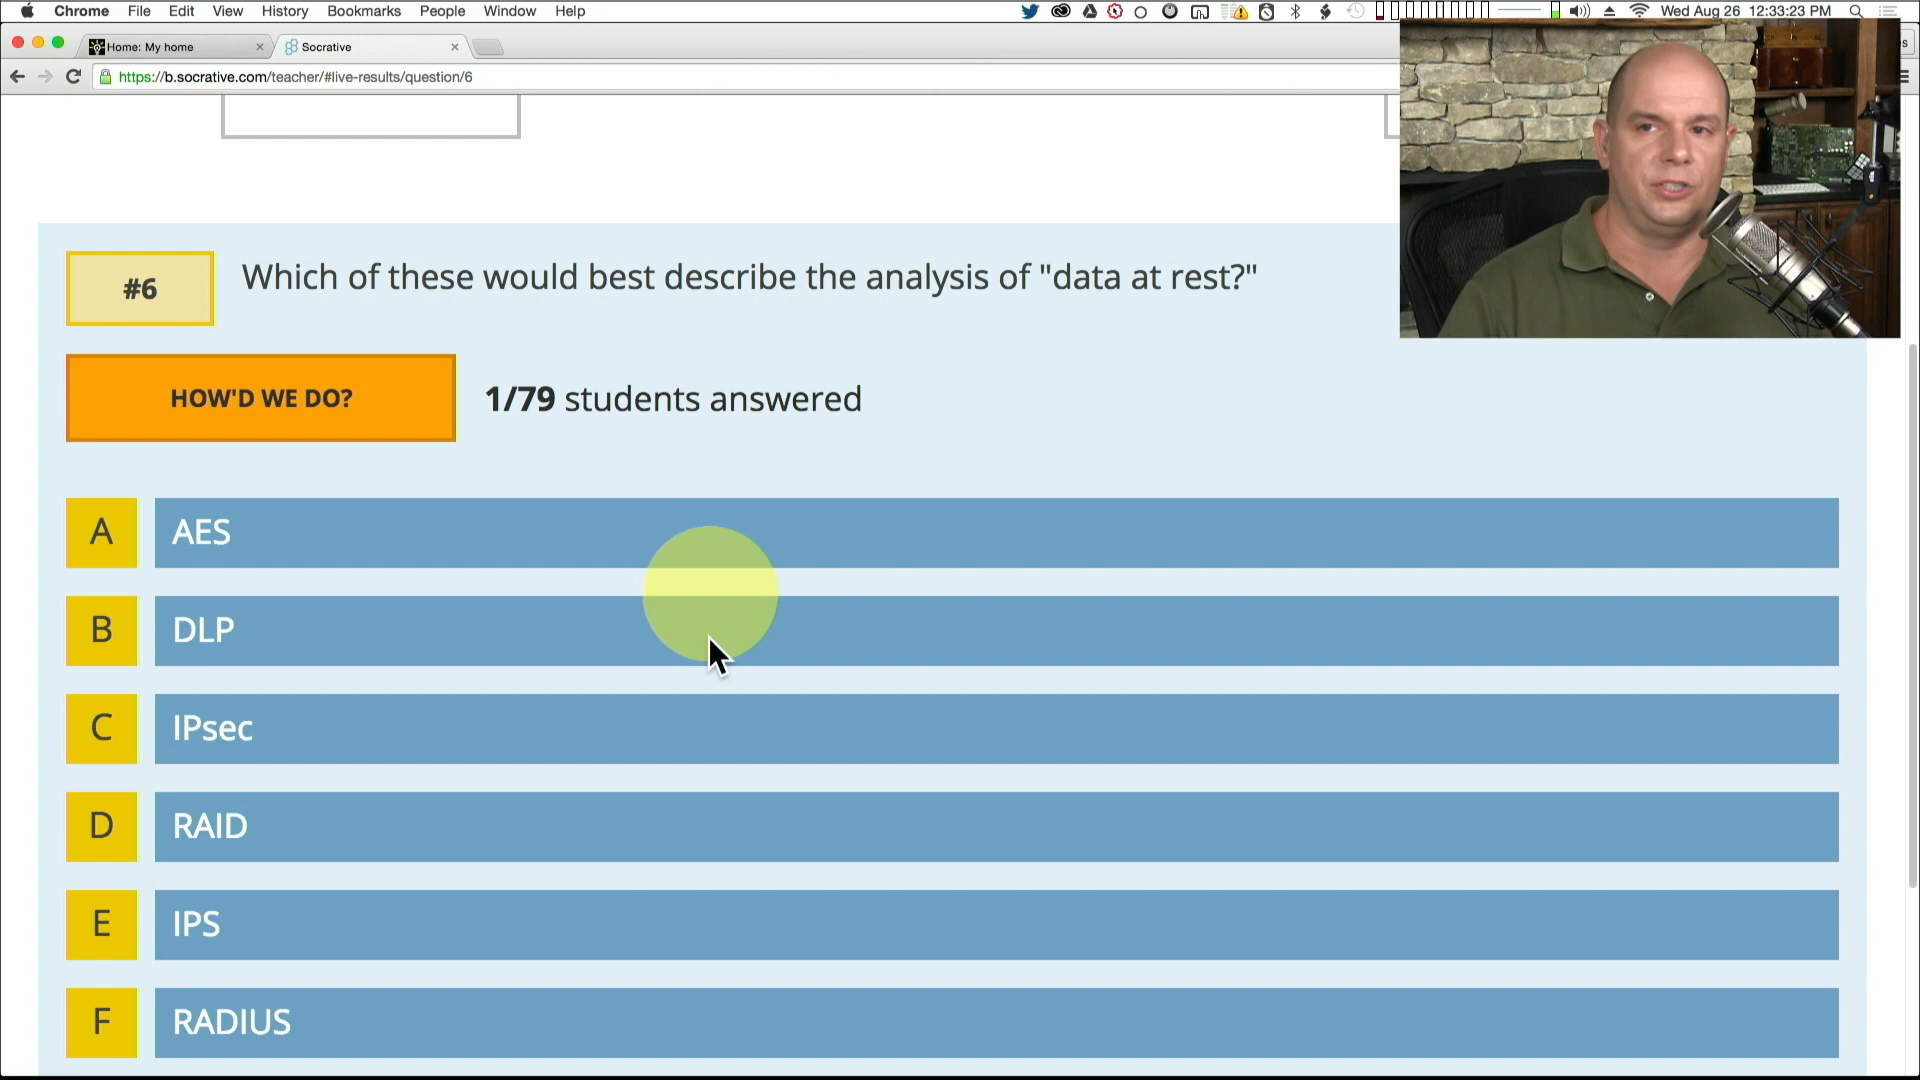 Chrome File Edit View History Bookmarks People Window Help Wed Aug 26 12:33:23 PM
Home: My home Socrative
https://b.socrative.com/teacher/#live-results/question/6
#6 Which of these would best describe the analysis of "data at rest?"
HOW'D WE DO? 1/79 students answered
A AES
B DLP
C IPsec
D RAID
E IPS
F RADIUS